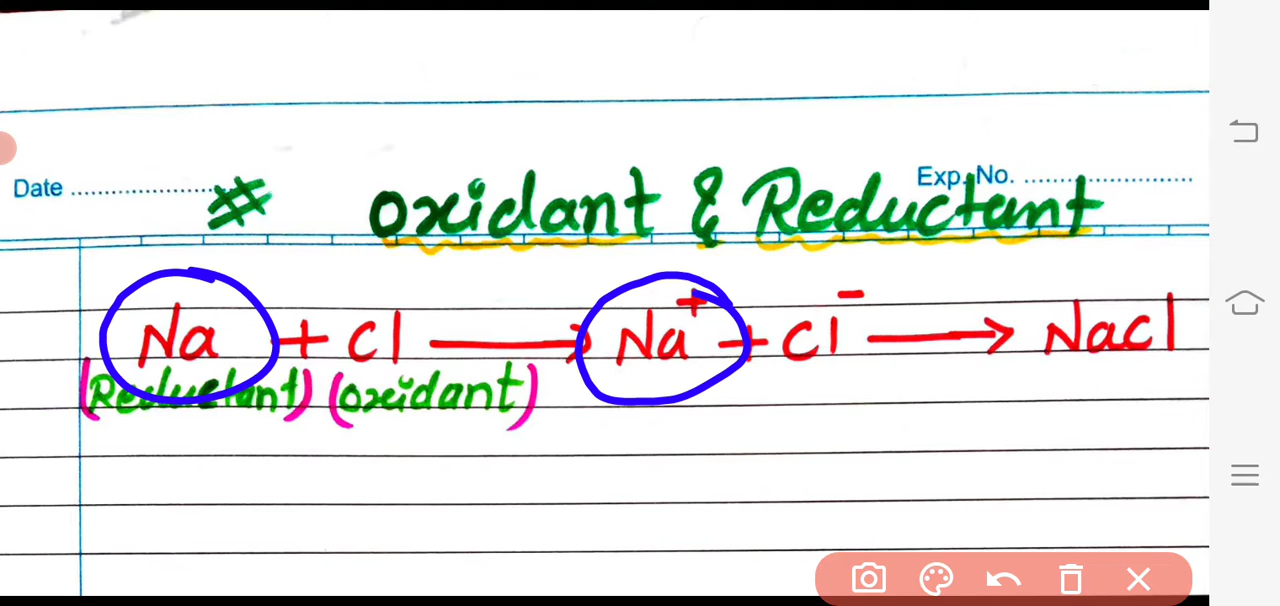 Date ........................ Exp. No. ............................
# Oxidant & Reductant
Na + Cl ⟶ Na⁺ + Cl⁻ ⟶ NaCl
(Reductant) (oxidant)